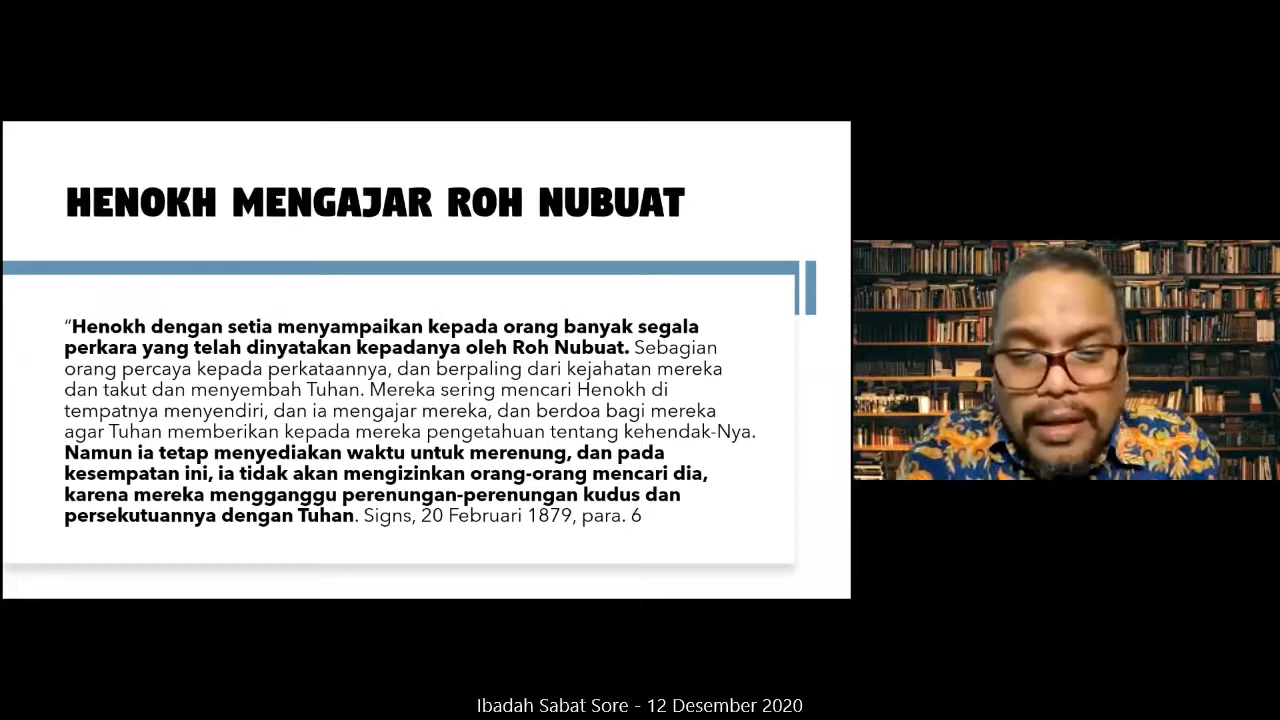 HENOKH MENGAJAR ROH NUBUAT
“Henokh dengan setia menyampaikan kepada orang banyak segala
perkara yang telah dinyatakan kepadanya oleh Roh Nubuat. Sebagian
orang percaya kepada perkataannya, dan berpaling dari kejahatan mereka
dan takut dan menyembah Tuhan. Mereka sering mencari Henokh di
tempatnya menyendiri, dan ia mengajar mereka, dan berdoa bagi mereka
agar Tuhan memberikan kepada mereka pengetahuan tentang kehendak-Nya.
Namun ia tetap menyediakan waktu untuk merenung, dan pada
kesempatan ini, ia tidak akan mengizinkan orang-orang mencari dia,
karena mereka mengganggu perenungan-perenungan kudus dan
persekutuannya dengan Tuhan. Signs, 20 Februari 1879, para. 6
Ibadah Sabat Sore - 12 Desember 2020